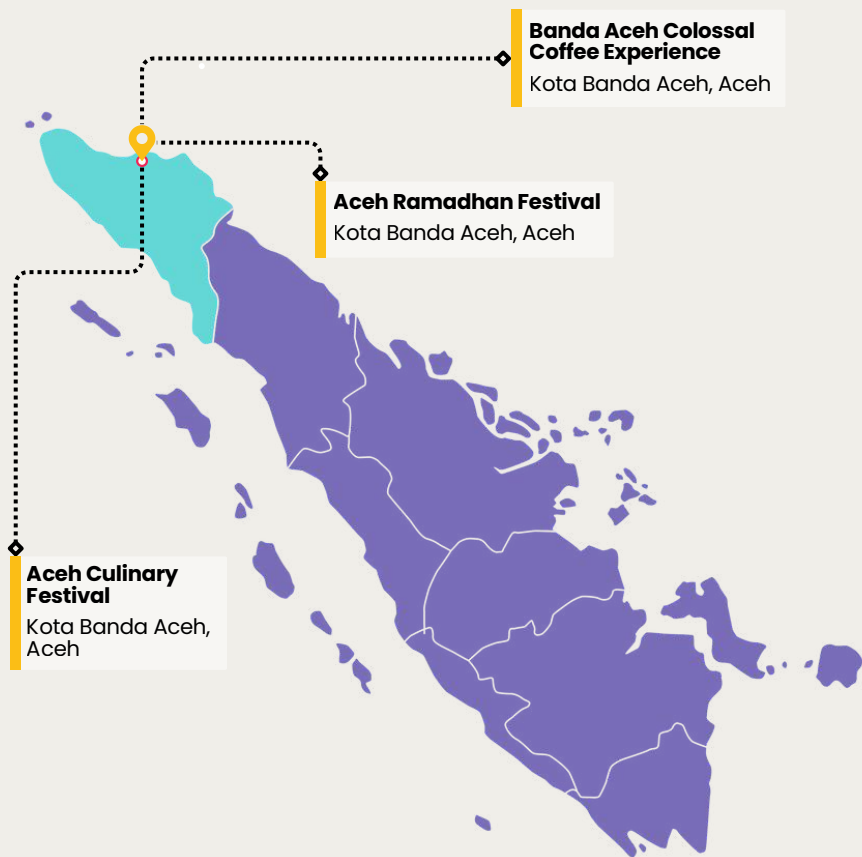 Banda Aceh Colossal
Coffee Experience
Kota Banda Aceh, Aceh
Aceh Ramadhan Festival
Kota Banda Aceh, Aceh
Aceh Culinary
Festival
Kota Banda Aceh,
Aceh